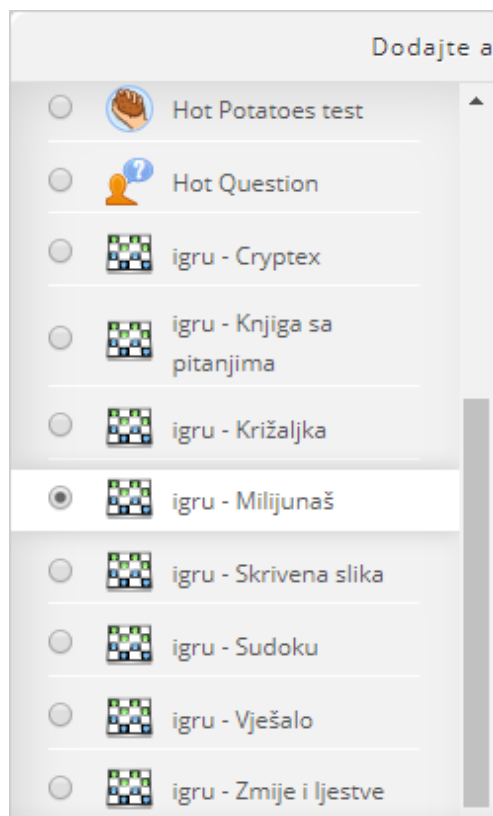 Dodajte a
Hot Potatoes test
?
Hot Question
igru - Cryptex
igru - Knjiga sa
pitanjima
igru - Križaljka
igru - Milijunaš
igru - Skrivena slika
igru - Sudoku
igru - Vješalo
igru - Zmije i ljestve